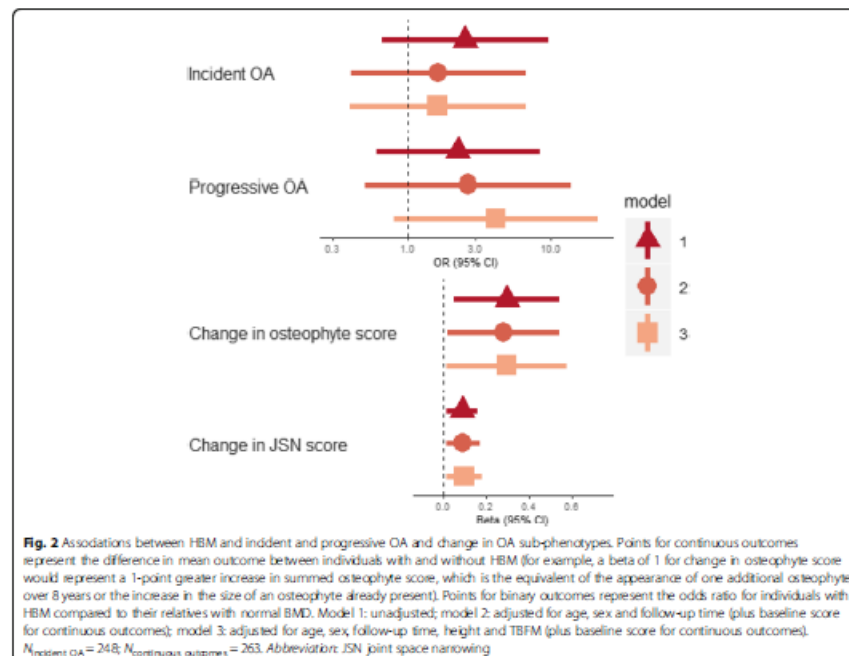 Incident OA
Progressive OA
model
1
2
3
0.3 1.0 3.0 10.0
OR (95% CI)
Change in osteophyte score
Change in JSN score
0.0 0.2 0.4 0.6
Beta (95% CI)
Fig. 2 Associations between HBM and incident and progressive OA and change in OA sub-phenotypes. Points for continuous outcomes
represent the difference in mean outcome between individuals with and without HBM (for example, a beta of 1 for change in osteophyte score
would represent a 1-point greater increase in summed osteophyte score, which is the equivalent of the appearance of one additional osteophyte
over 8 years or the increase in the size of an osteophyte already present). Points for binary outcomes represent the odds ratio for individuals with
HBM compared to their relatives with normal BMD. Model 1: unadjusted; model 2: adjusted for age, sex and follow-up time (plus baseline score
for continuous outcomes); model 3: adjusted for age, sex, follow-up time, height and TBFM (plus baseline score for continuous outcomes).
N incident OA = 248; N continuous outcomes = 263. Abbreviation: JSN joint space narrowing